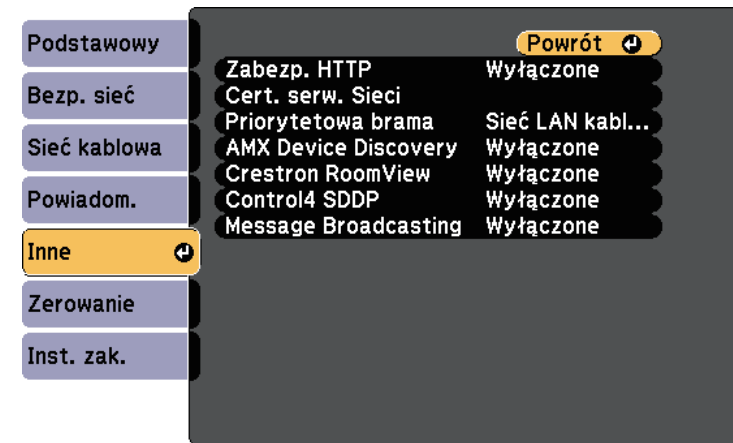 Podstawowy
Bezp. sieć
Sieć kablowa
Powiadom.
Inne
Zerowanie
Inst. zak.
Powrót
Zabezp. HTTP Wyłączone
Cert. serw. Sieci
Priorytetowa brama Sieć LAN kabl...
AMX Device Discovery Wyłączone
Crestron RoomView Wyłączone
Control4 SDDP Wyłączone
Message Broadcasting Wyłączone